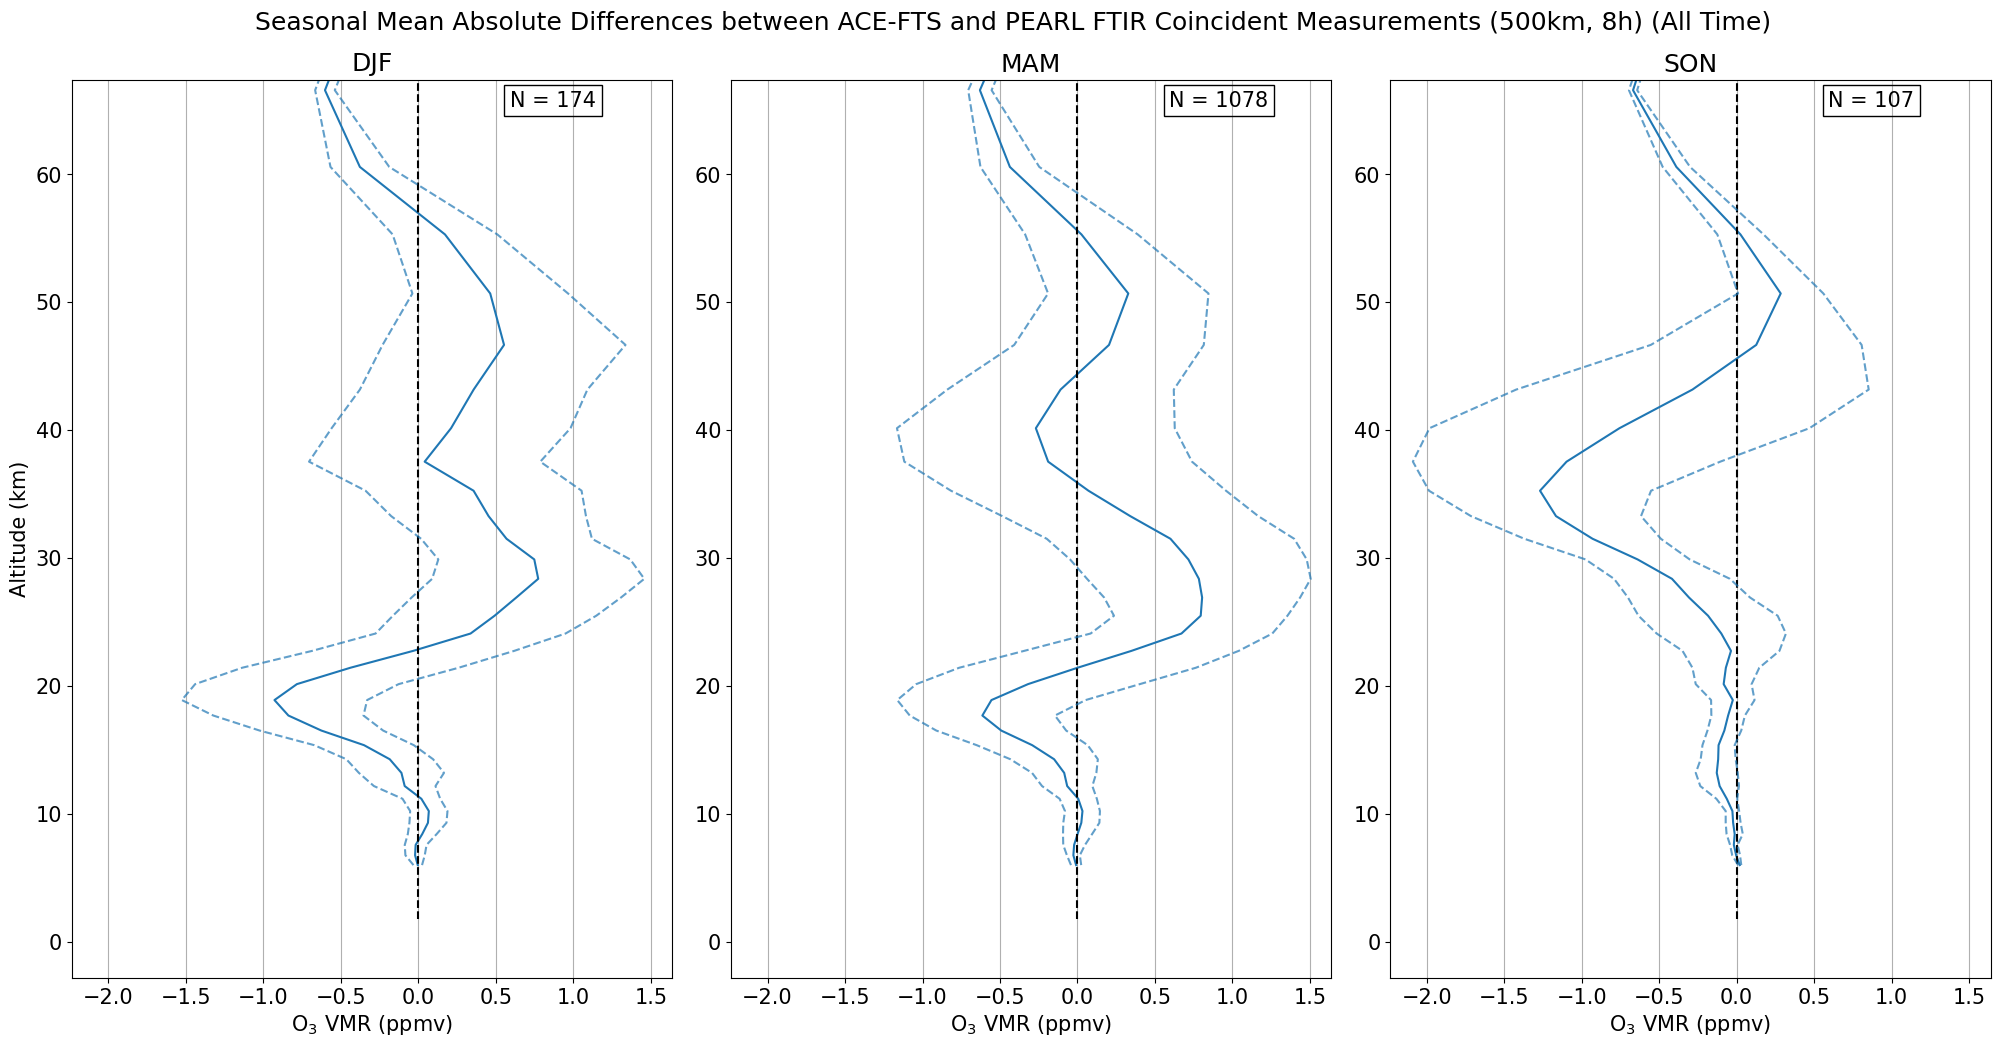 Seasonal Mean Absolute Differences between ACE-FTS and PEARL FTIR Coincident Measurements (500km, 8h) (All Time)
DJF
MAM
SON
N = 174
N = 1078
N = 107
Altitude (km)
60
50
40
30
20
10
0
60
50
40
30
20
10
0
60
50
40
30
20
10
0
−2.0 −1.5 −1.0 −0.5 0.0 0.5 1.0 1.5
−2.0 −1.5 −1.0 −0.5 0.0 0.5 1.0 1.5
−2.0 −1.5 −1.0 −0.5 0.0 0.5 1.0 1.5
O₃ VMR (ppmv)
O₃ VMR (ppmv)
O₃ VMR (ppmv)